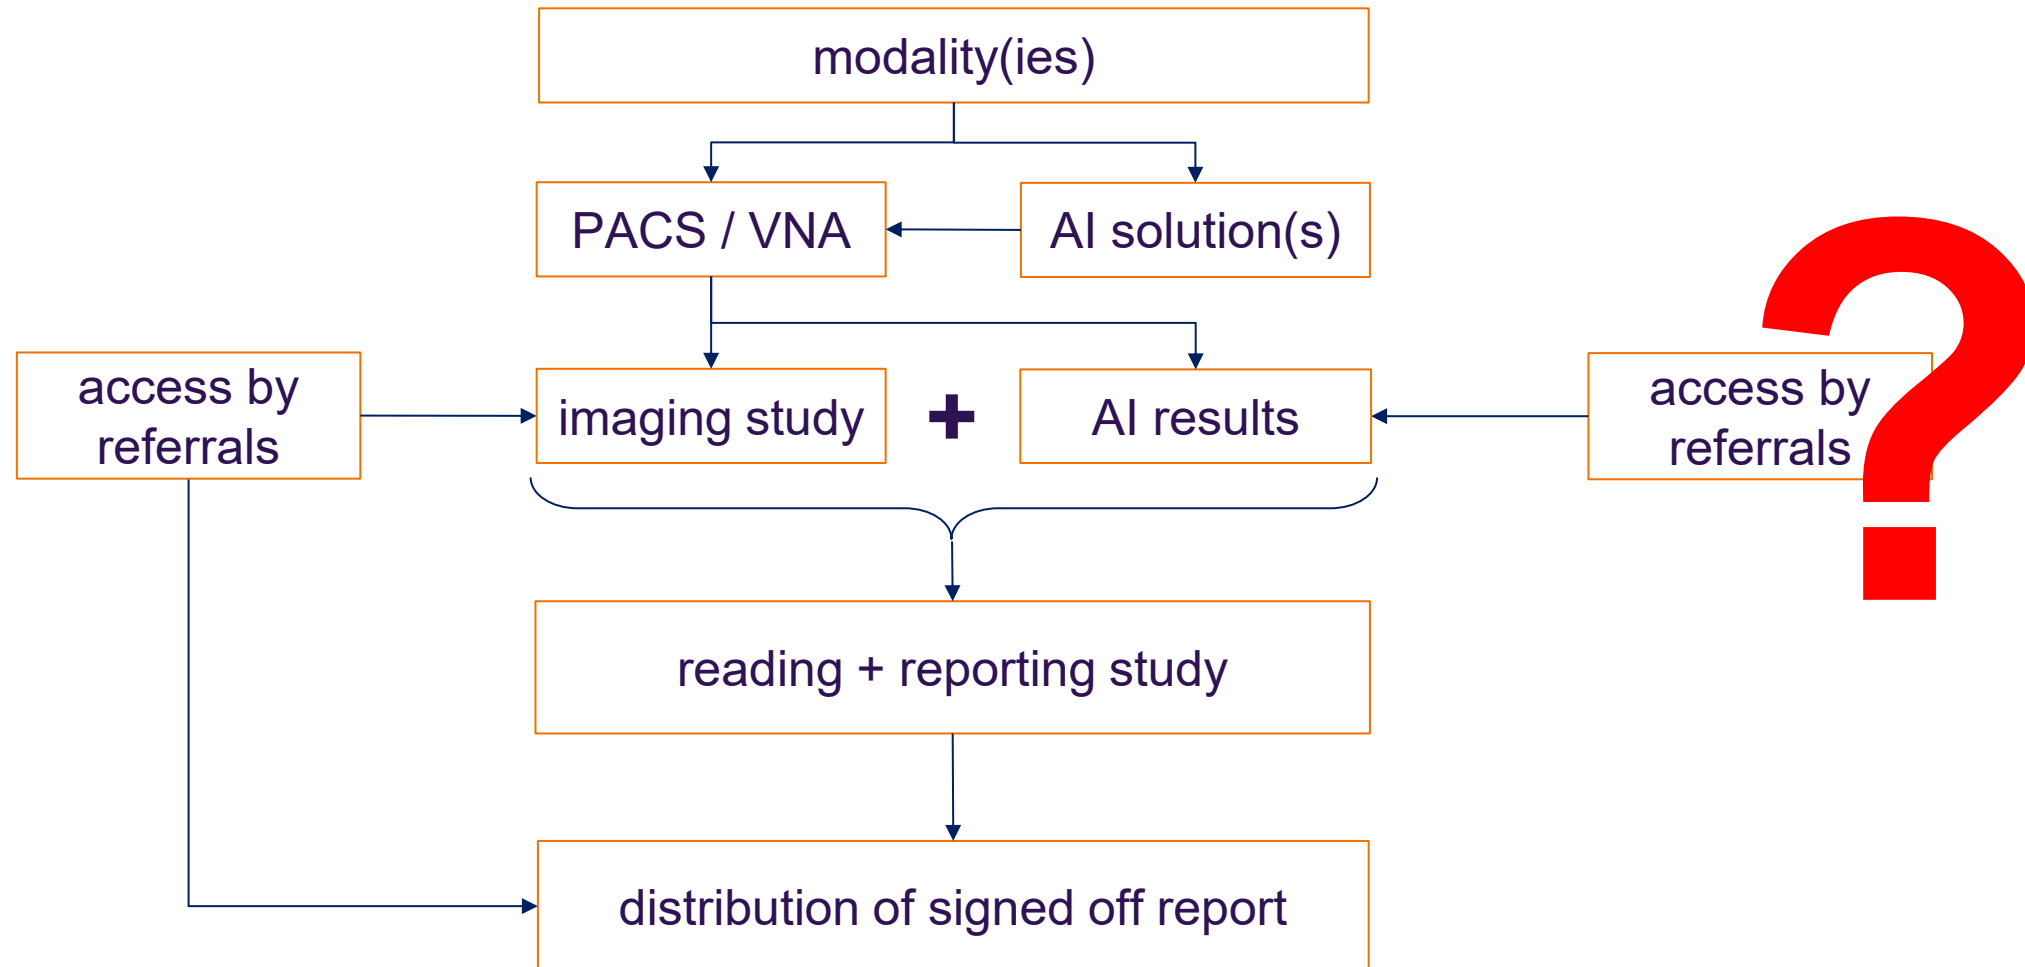 modality(ies)
PACS / VNA
AI solution(s)
access by
referrals
imaging study
+
AI results
access by
referrals
?
reading + reporting study
distribution of signed off report